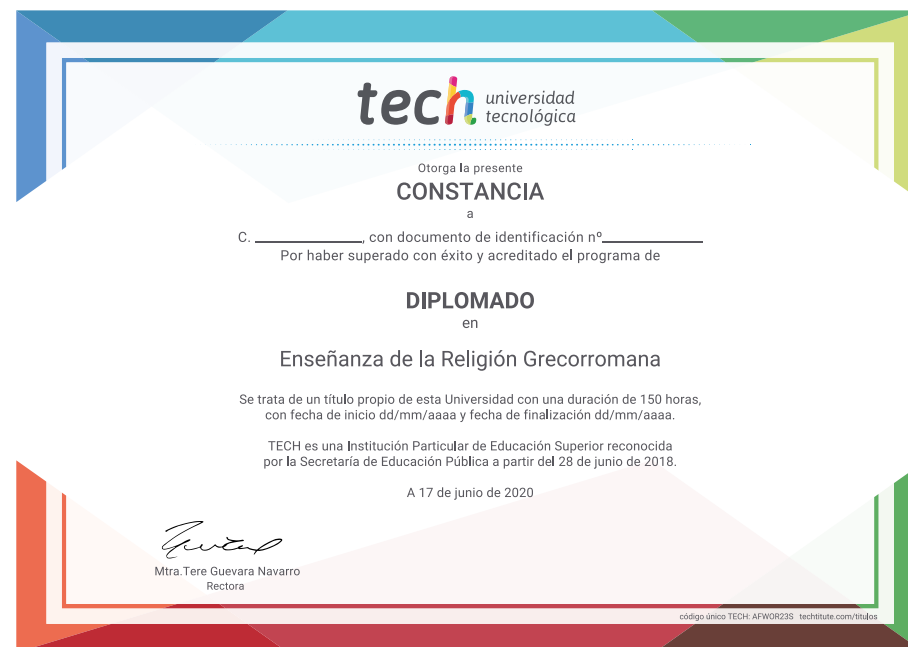 tech universidad
tecnológica
Otorga la presente
CONSTANCIA
a
C. ____________, con documento de identificación nº____________
Por haber superado con éxito y acreditado el programa de
DIPLOMADO
en
Enseñanza de la Religión Grecorromana
Se trata de un título propio de esta Universidad con una duración de 150 horas,
con fecha de inicio dd/mm/aaaa y fecha de finalización dd/mm/aaaa.
TECH es una Institución Particular de Educación Superior reconocida
por la Secretaría de Educación Pública a partir del 28 de junio de 2018.
A 17 de junio de 2020
Mtra.Tere Guevara Navarro
Rectora
código único TECH: AFWOR23S techtitute.com/titulos